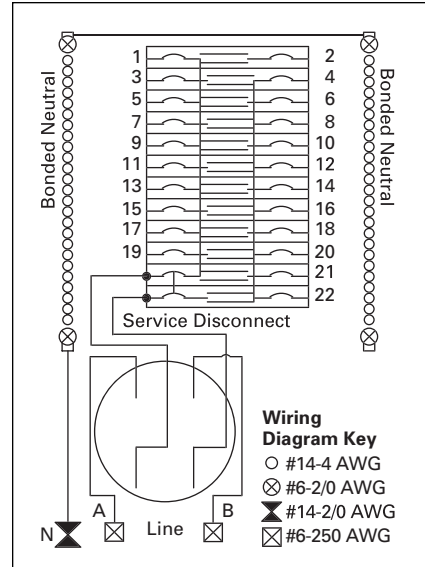 1 2
3 4
5 6
7 8
9 10
11 12
13 14
15 16
17 18
19 20
21
22
Bonded Neutral
Bonded Neutral
Service Disconnect
A
B
N
Line
Wiring
Diagram Key
#14-4 AWG
#6-2/0 AWG
#14-2/0 AWG
#6-250 AWG